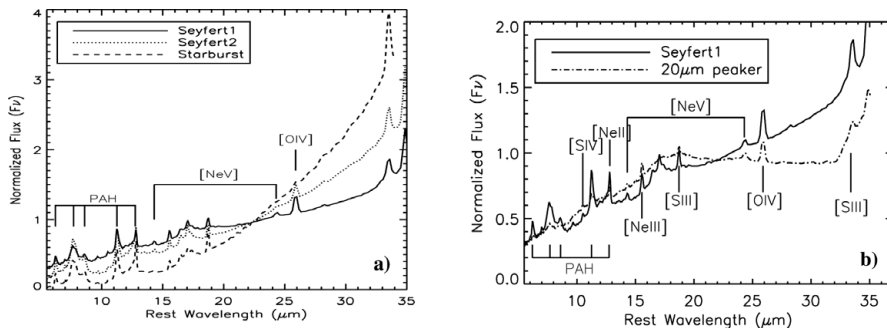 Seyfert1
Seyfert2
Starburst
Normalized Flux (Fν)
4
3
2
1
0
[OIV]
[NeV]
PAH
a)
10
15
20
25
30
35
Rest Wavelength (μm)
Seyfert1
20μm peaker
Normalized Flux (Fν)
2.0
1.5
1.0
0.5
0.0
[NeV]
[NeII]
[SIV]
[NeIII]
[SIII]
[OIV]
[SIII]
PAH
b)
10
15
20
25
30
35
Rest Wavelength (μm)